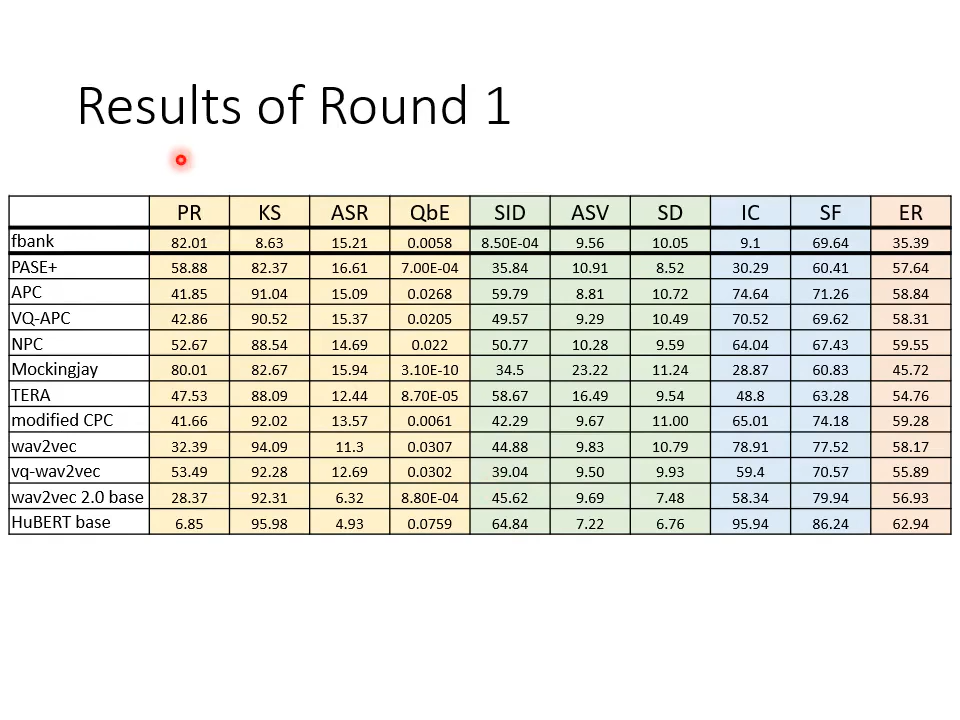 Results of Round 1
PR KS ASR QbE SID ASV SD IC SF ER
fbank 82.01 8.63 15.21 0.0058 8.50E-04 9.56 10.05 9.1 69.64 35.39
PASE+ 58.88 82.37 16.61 7.00E-04 35.84 10.91 8.52 30.29 60.41 57.64
APC 41.85 91.04 15.09 0.0268 59.79 8.81 10.72 74.64 71.26 58.84
VQ-APC 42.86 90.52 15.37 0.0205 49.57 9.29 10.49 70.52 69.62 58.31
NPC 52.67 88.54 14.69 0.022 50.77 10.28 9.59 64.04 67.43 59.55
Mockingjay 80.01 82.67 15.94 3.10E-10 34.5 23.22 11.24 28.87 60.83 45.72
TERA 47.53 88.09 12.44 8.70E-05 58.67 16.49 9.54 48.8 63.28 54.76
modified CPC 41.66 92.02 13.57 0.0061 42.29 9.67 11.00 65.01 74.18 59.28
wav2vec 32.39 94.09 11.3 0.0307 44.88 9.83 10.79 78.91 77.52 58.17
vq-wav2vec 53.49 92.28 12.69 0.0302 39.04 9.50 9.93 59.4 70.57 55.89
wav2vec 2.0 base 28.37 92.31 6.32 8.80E-04 45.62 9.69 7.48 58.34 79.94 56.93
HuBERT base 6.85 95.98 4.93 0.0759 64.84 7.22 6.76 95.94 86.24 62.94